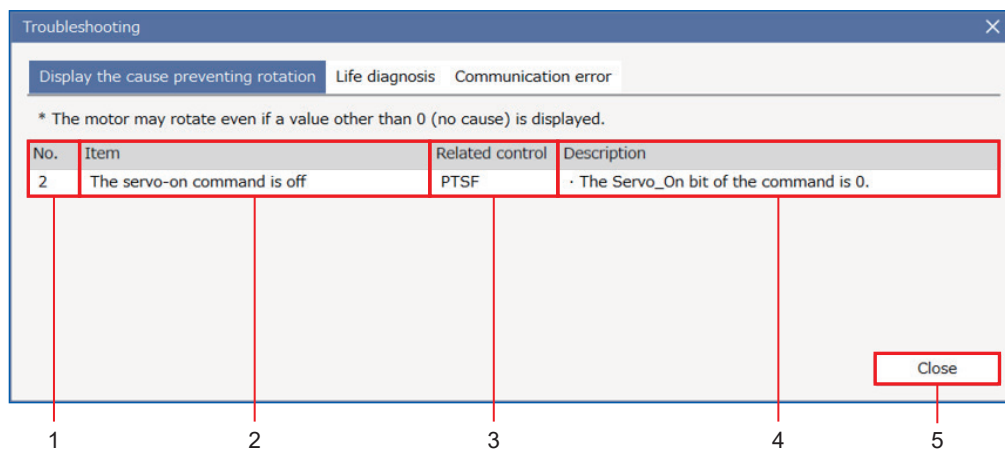 Troubleshooting
Display the cause preventing rotation Life diagnosis Communication error
* The motor may rotate even if a value other than 0 (no cause) is displayed.
No. Item Related control Description
2 The servo-on command is off PTSF · The Servo_On bit of the command is 0.
Close
1 2 3 4 5